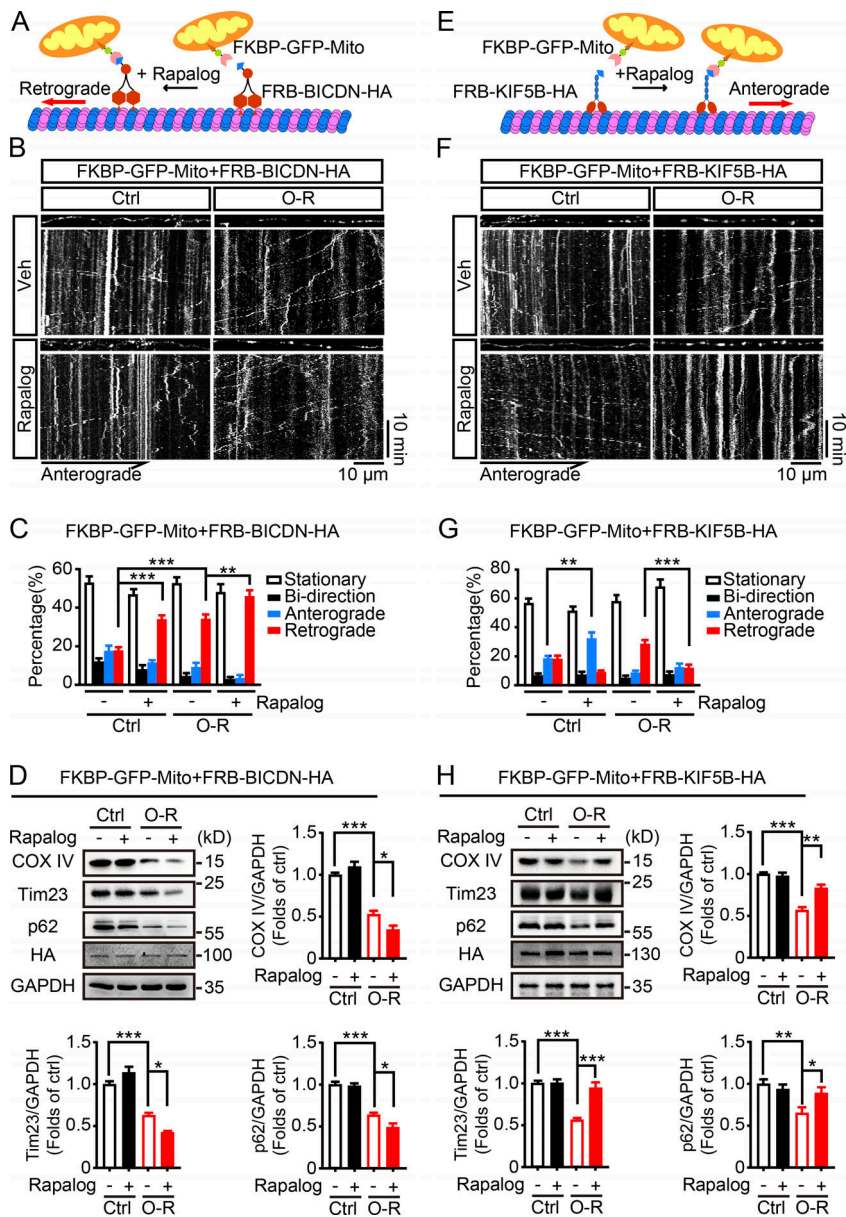 A
FKBP-GFP-Mito
+ Rapalog
Retrograde
FRB-BICDN-HA
E
FKBP-GFP-Mito
+Rapalog
FRB-KIF5B-HA
Anterograde
B
FKBP-GFP-Mito+FRB-BICDN-HA
Ctrl
O-R
Veh
Rapalog
10 min
Anterograde
10 µm
F
FKBP-GFP-Mito+FRB-KIF5B-HA
Ctrl
O-R
Veh
Rapalog
10 min
Anterograde
10 µm
C
FKBP-GFP-Mito+FRB-BICDN-HA
Percentage(%)
60
40
20
0
***
***
**
Stationary
Bi-direction
Anterograde
Retrograde
- + - + Rapalog
Ctrl O-R
G
FKBP-GFP-Mito+FRB-KIF5B-HA
Percentage(%)
80
60
40
20
0
**
***
Stationary
Bi-direction
Anterograde
Retrograde
- + - + Rapalog
Ctrl O-R
D
FKBP-GFP-Mito+FRB-BICDN-HA
Ctrl O-R
Rapalog - + - + (kD)
COX IV
-15
-25
Tim23
p62
-55
HA
-100
GAPDH
-35
COX IV/GAPDH
(Folds of ctrl)
1.5
1.0
0.5
0
***
*
Rapalog - + - +
Ctrl O-R
Tim23/GAPDH
(Folds of ctrl)
1.5
1.0
0.5
0
***
*
Rapalog - + - +
Ctrl O-R
p62/GAPDH
(Folds of ctrl)
1.5
1.0
0.5
0
***
*
Rapalog - + - +
Ctrl O-R
H
FKBP-GFP-Mito+FRB-KIF5B-HA
Ctrl O-R
Rapalog - + - + (kD)
COX IV
-15
-25
Tim23
p62
-55
HA
-130
GAPDH
-35
COX IV/GAPDH
(Folds of ctrl)
1.5
1.0
0.5
0
***
**
Rapalog - + - +
Ctrl O-R
Tim23/GAPDH
(Folds of ctrl)
1.5
1.0
0.5
0
***
***
Rapalog - + - +
Ctrl O-R
p62/GAPDH
(Folds of ctrl)
1.5
1.0
0.5
0
**
*
Rapalog - + - +
Ctrl O-R